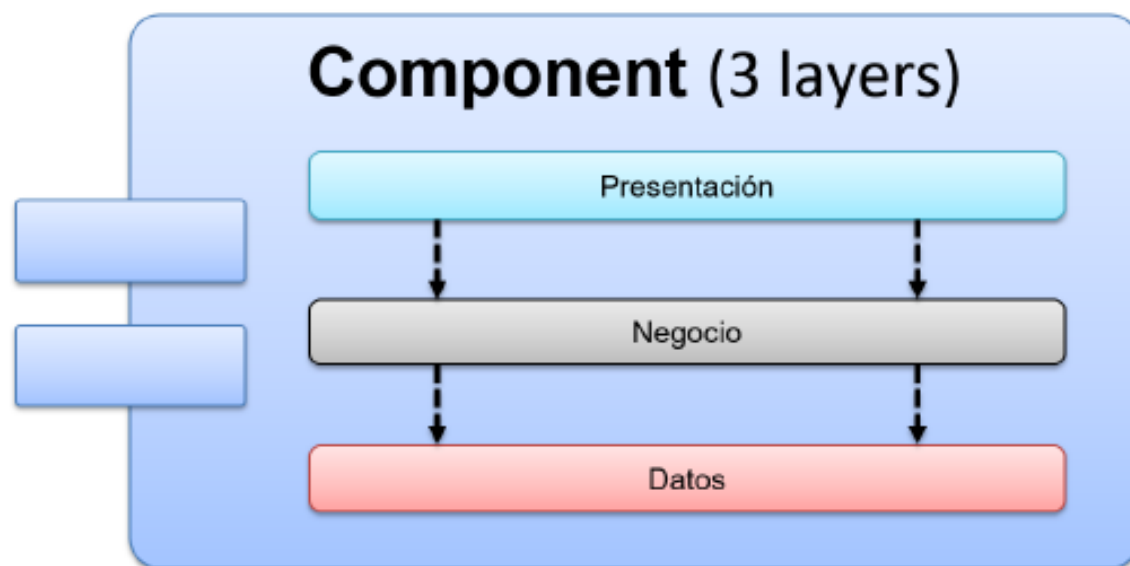 Component (3 layers)
Presentación
Negocio
Datos